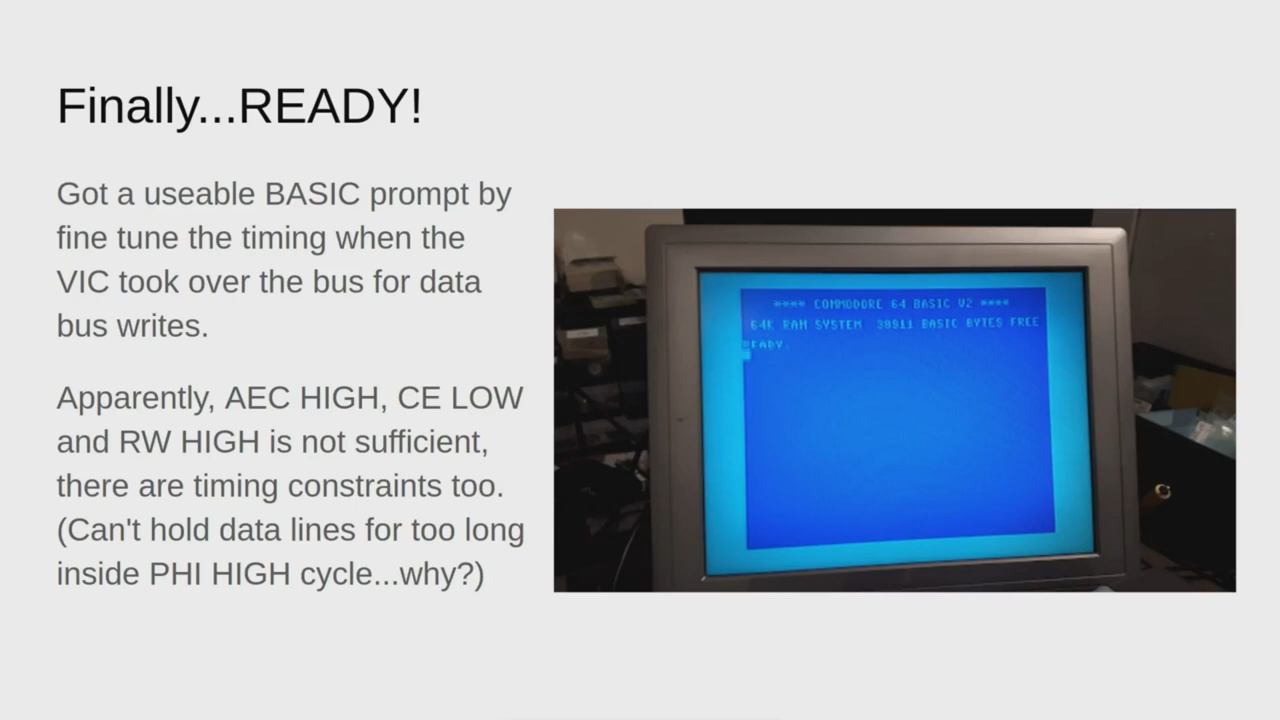 Finally...READY!
Got a useable BASIC prompt by
fine tune the timing when the
VIC took over the bus for data
bus writes.
Apparently, AEC HIGH, CE LOW
and RW HIGH is not sufficient,
there are timing constraints too.
(Can't hold data lines for too long
inside PHI HIGH cycle...why?)
**** COMMODORE 64 BASIC V2 ****
64K RAM SYSTEM 38911 BASIC BYTES FREE
READY.